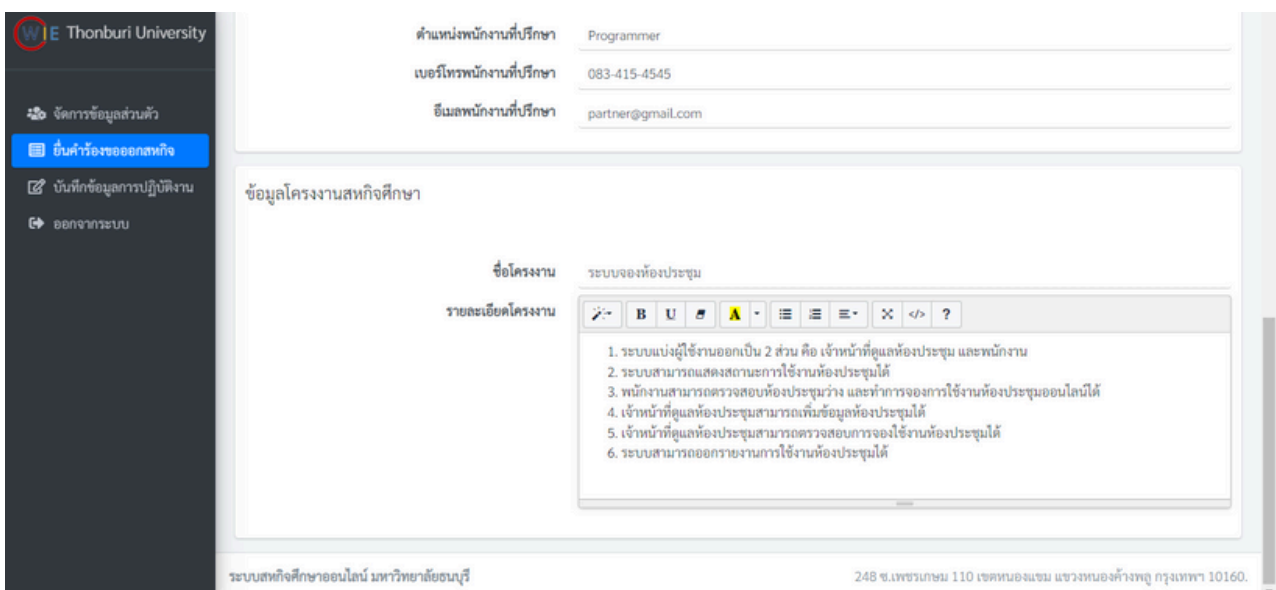 WIE Thonburi University
จัดการข้อมูลส่วนตัว
ยื่นคำร้องขอออกสหกิจ
บันทึกข้อมูลการปฏิบัติงาน
ออกจากระบบ
ตำแหน่งพนักงานที่ปรึกษา Programmer
เบอร์โทรพนักงานที่ปรึกษา 083-415-4545
อีเมลพนักงานที่ปรึกษา partner@gmail.com
ข้อมูลโครงงานสหกิจศึกษา
ชื่อโครงงาน ระบบจองห้องประชุม
รายละเอียดโครงงาน
B U A </> ?
1. ระบบแบ่งผู้ใช้งานออกเป็น 2 ส่วน คือ เจ้าหน้าที่ดูแลห้องประชุม และพนักงาน
2. ระบบสามารถแสดงสถานะการใช้งานห้องประชุมได้
3. พนักงานสามารถตรวจสอบห้องประชุมว่าง และทำการจองการใช้งานห้องประชุมออนไลน์ได้
4. เจ้าหน้าที่ดูแลห้องประชุมสามารถเพิ่มข้อมูลห้องประชุมได้
5. เจ้าหน้าที่ดูแลห้องประชุมสามารถตรวจสอบการจองใช้งานห้องประชุมได้
6. ระบบสามารถออกรายงานการใช้งานห้องประชุมได้
ระบบสหกิจศึกษาออนไลน์ มหาวิทยาลัยธนบุรี
248 ซ.เพชรเกษม 110 เขตหนองแขม แขวงหนองค้างพลู กรุงเทพฯ 10160.